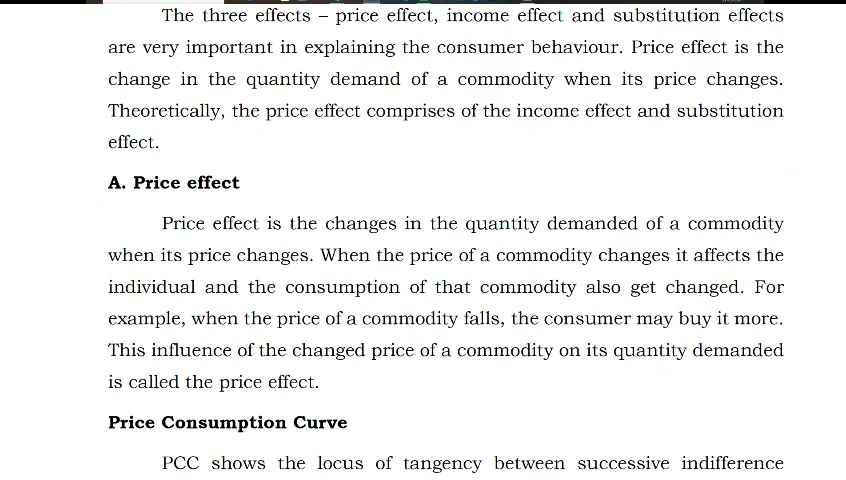 The three effects – price effect, income effect and substitution effects
are very important in explaining the consumer behaviour. Price effect is the
change in the quantity demand of a commodity when its price changes.
Theoretically, the price effect comprises of the income effect and substitution
effect.
A. Price effect
Price effect is the changes in the quantity demanded of a commodity
when its price changes. When the price of a commodity changes it affects the
individual and the consumption of that commodity also get changed. For
example, when the price of a commodity falls, the consumer may buy it more.
This influence of the changed price of a commodity on its quantity demanded
is called the price effect.
Price Consumption Curve
PCC shows the locus of tangency between successive indifference